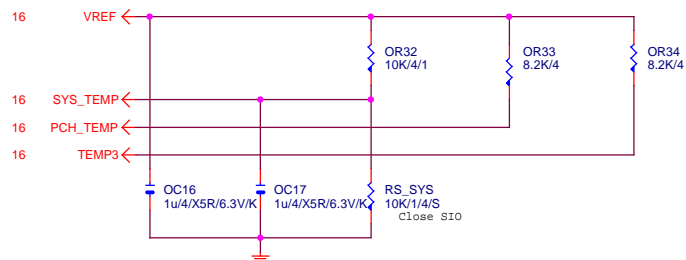 16 VREF
OR32
10K/4/1
OR33
8.2K/4
OR34
8.2K/4
16 SYS_TEMP
16 PCH_TEMP
16 TEMP3
OC16
1u/4/X5R/6.3V/K
OC17
1u/4/X5R/6.3V/K
RS_SYS
10K/1/4/S
Close SIO